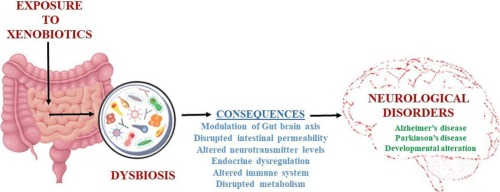 EXPOSURE
TO
XENOBIOTICS
DYSBIOSIS
CONSEQUENCES
Modulation of Gut brain axis
Disrupted intestinal permeability
Altered neurotransmitter levels
Endocrine dysregulation
Altered immune system
Disrupted metabolism
NEUROLOGICAL
DISORDERS
Alzheimer's disease
Parkinson's disease
Developmental alteration